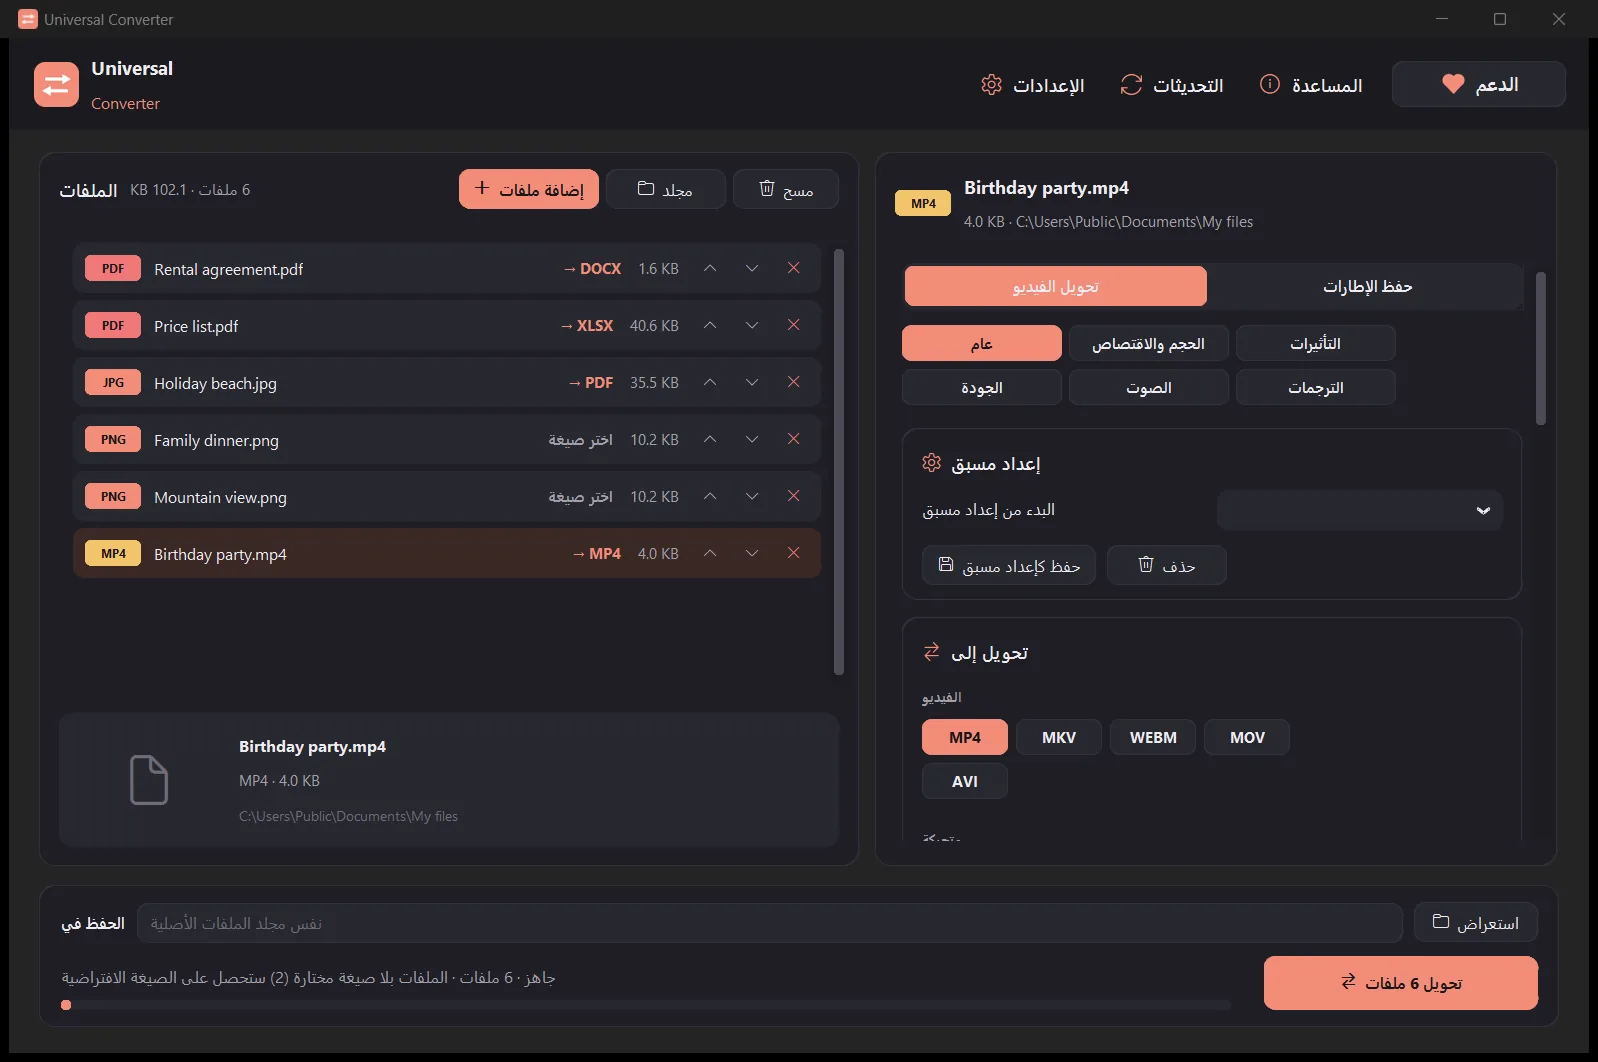 Universal Converter
Universal
Converter
الإعدادات
التحديثات
المساعدة
الدعم
الملفات
6 ملفات · 102.1 KB
إضافة ملفات
مجلد
مسح
PDF Rental agreement.pdf → DOCX 1.6 KB
PDF Price list.pdf → XLSX 40.6 KB
JPG Holiday beach.jpg → PDF 35.5 KB
PNG Family dinner.png اختر صيغة 10.2 KB
PNG Mountain view.png اختر صيغة 10.2 KB
MP4 Birthday party.mp4 → MP4 4.0 KB
Birthday party.mp4
MP4 · 4.0 KB
C:\Users\Public\Documents\My files
MP4
Birthday party.mp4
4.0 KB · C:\Users\Public\Documents\My files
تحويل الفيديو
حفظ الإطارات
عام
الحجم والاقتصاص
التأثيرات
الجودة
الصوت
الترجمات
إعداد مسبق
البدء من إعداد مسبق
حفظ كإعداد مسبق
حذف
تحويل إلى
الفيديو
MP4
MKV
WEBM
MOV
AVI
الحفظ في
نفس مجلد الملفات الأصلية
استعراض
جاهز · 6 ملفات · الملفات بلا صيغة مختارة (2) ستحصل على الصيغة الافتراضية
تحويل 6 ملفات